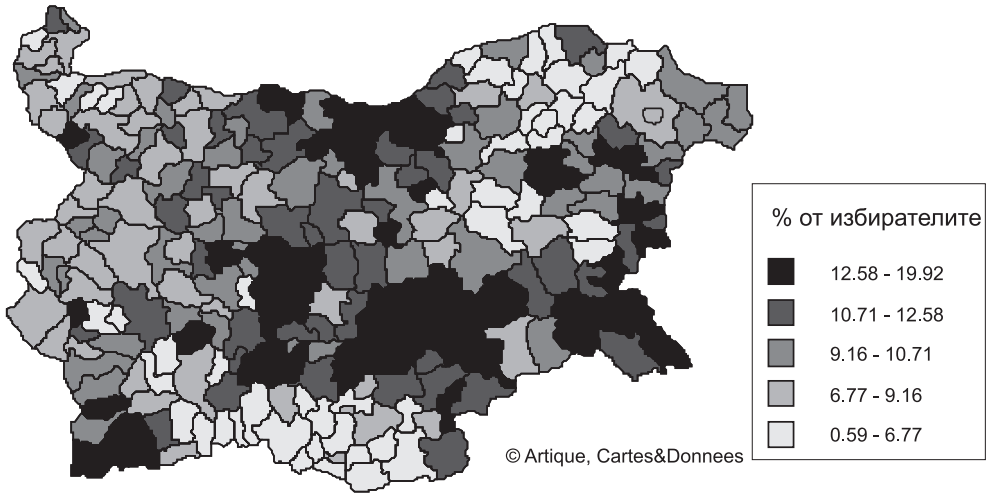 % от избирателите
12.58 - 19.92
10.71 - 12.58
9.16 - 10.71
6.77 - 9.16
0.59 - 6.77
© Artique, Cartes&Donnees